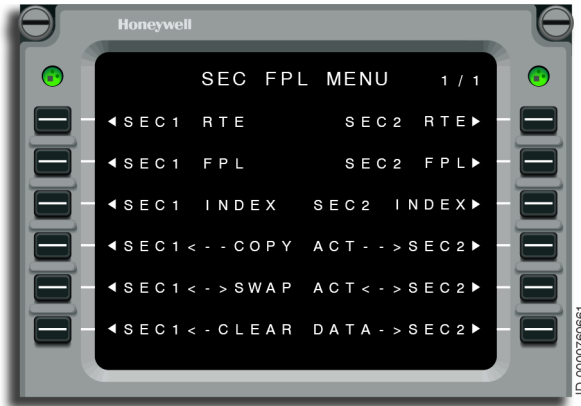 Honeywell
SEC FPL MENU 1/1
◀SEC1 RTE SEC2 RTE▶
◀SEC1 FPL SEC2 FPL▶
◀SEC1 INDEX SEC2 INDEX▶
◀SEC1<--COPY ACT-->SEC2▶
◀SEC1<->SWAP ACT<->SEC2▶
◀SEC1<-CLEAR DATA->SEC2▶
ID-0000760661